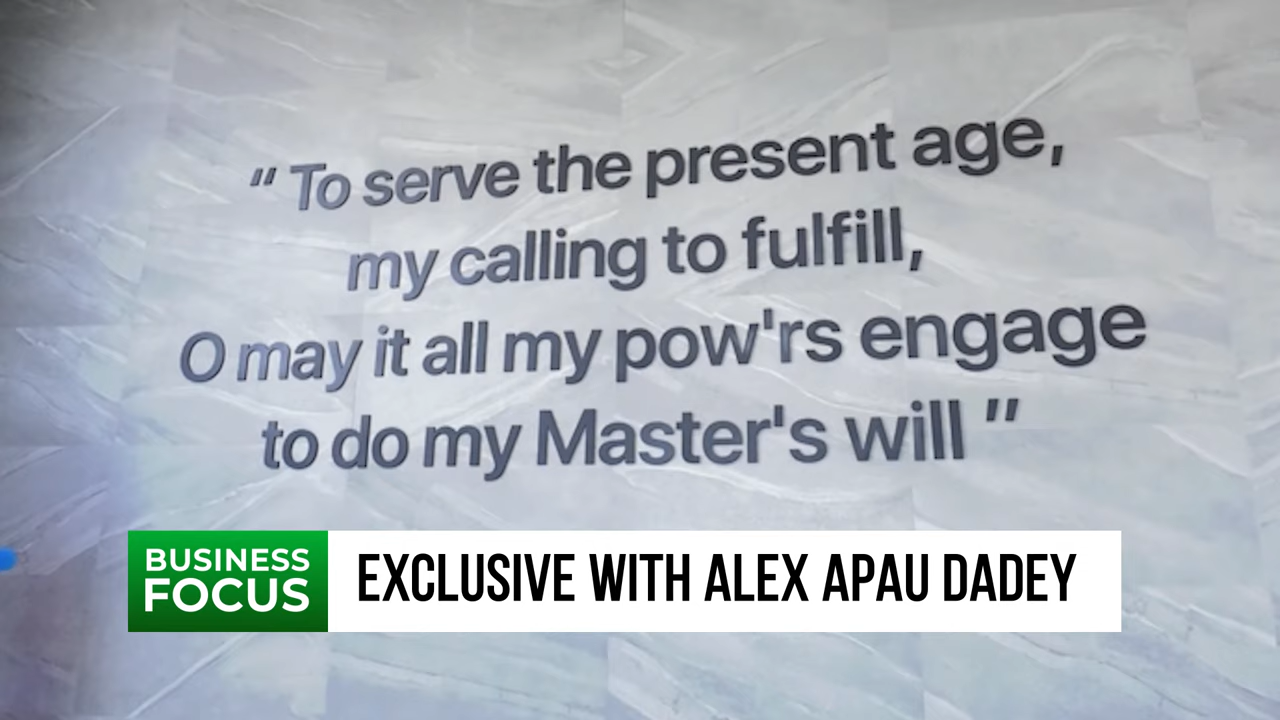 “ To serve the present age,
my calling to fulfill,
O may it all my pow'rs engage
to do my Master's will ”
BUSINESS
FOCUS
EXCLUSIVE WITH ALEX APAU DADEY